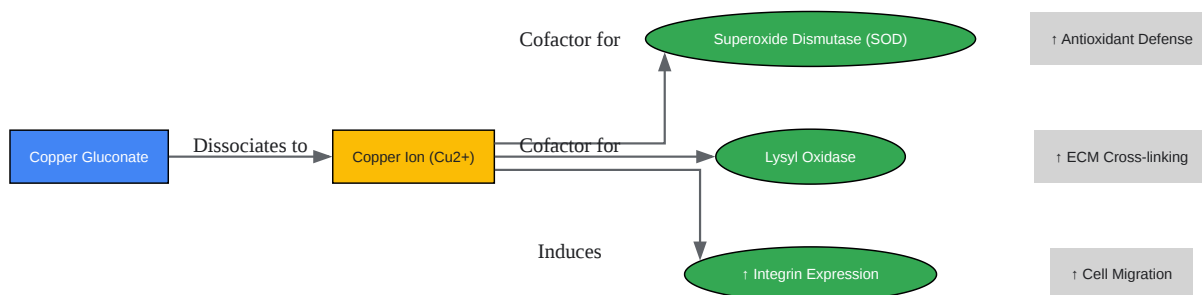 Cofactor for
Superoxide Dismutase (SOD)
↑ Antioxidant Defense
Copper Gluconate
Dissociates to
Copper Ion (Cu2+)
Cofactor for
Lysyl Oxidase
↑ ECM Cross-linking
Induces
↑ Integrin Expression
↑ Cell Migration